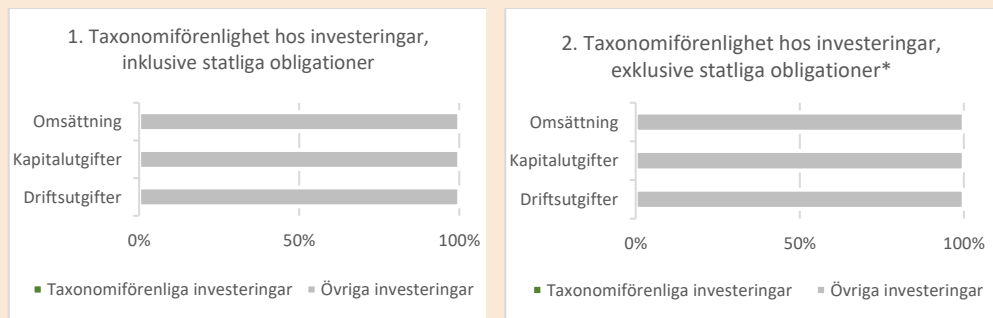 1. Taxonomiförenlighet hos investeringar,
inklusive statliga obligationer
Omsättning
Kapitalutgifter
Driftsutgifter
0% 50% 100%
Taxonomiförenliga investeringar Övriga investeringar
2. Taxonomiförenlighet hos investeringar,
exklusive statliga obligationer*
Omsättning
Kapitalutgifter
Driftsutgifter
0% 50% 100%
Taxonomiförenliga investeringar Övriga investeringar